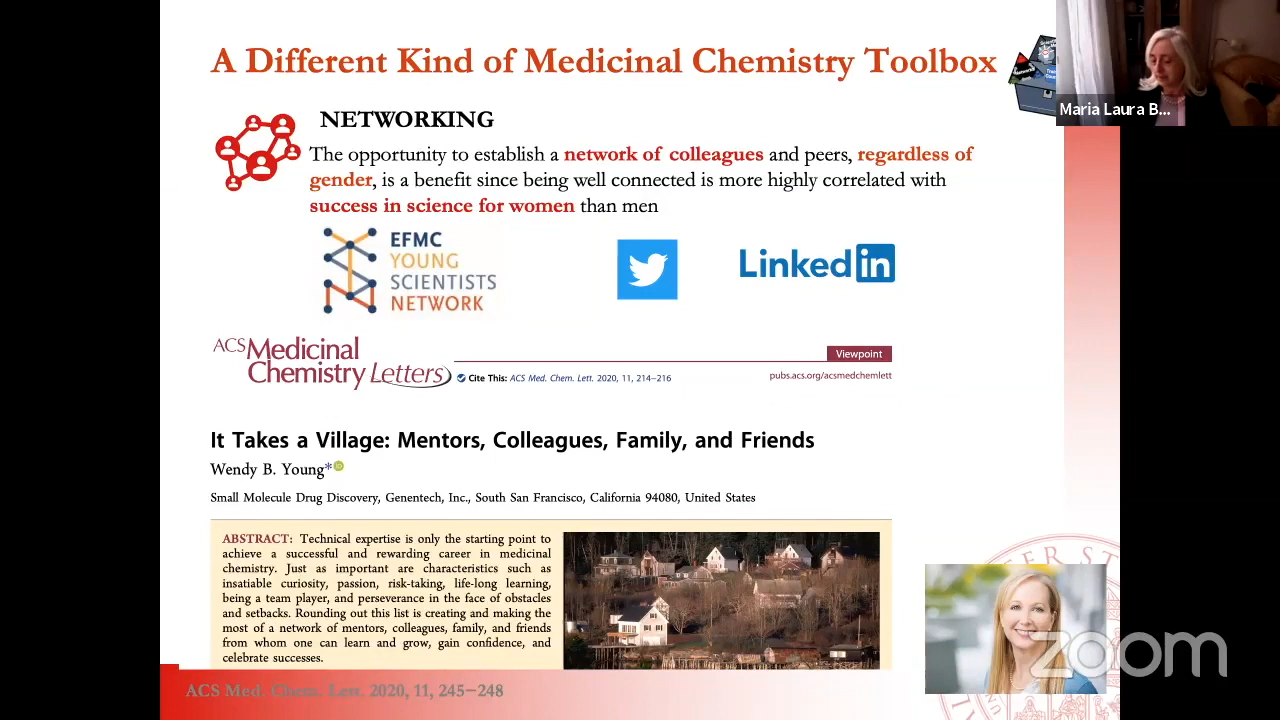 A Different Kind of Medicinal Chemistry Toolbox
Maria Laura B...
NETWORKING
The opportunity to establish a network of colleagues and peers, regardless of
gender, is a benefit since being well connected is more highly correlated with
success in science for women than men
EFMC
YOUNG
SCIENTISTS
NETWORK
Linked in
ACS Medicinal
Chemistry Letters
Viewpoint
Cite This: ACS Med. Chem. Lett. 2020, 11, 214−216
pubs.acs.org/acsmedchemlett
It Takes a Village: Mentors, Colleagues, Family, and Friends
Wendy B. Young*
iD
Small Molecule Drug Discovery, Genentech, Inc., South San Francisco, California 94080, United States
ABSTRACT: Technical expertise is only the starting point to
achieve a successful and rewarding career in medicinal
chemistry. Just as important are characteristics such as
insatiable curiosity, passion, risk-taking, life-long learning,
being a team player, and perseverance in the face of obstacles
and setbacks. Rounding out this list is creating and making the
most of a network of mentors, colleagues, family, and friends
from whom one can learn and grow, gain confidence, and
celebrate successes.
ACS Med. Chem. Lett. 2020, 11, 245−248
zoom